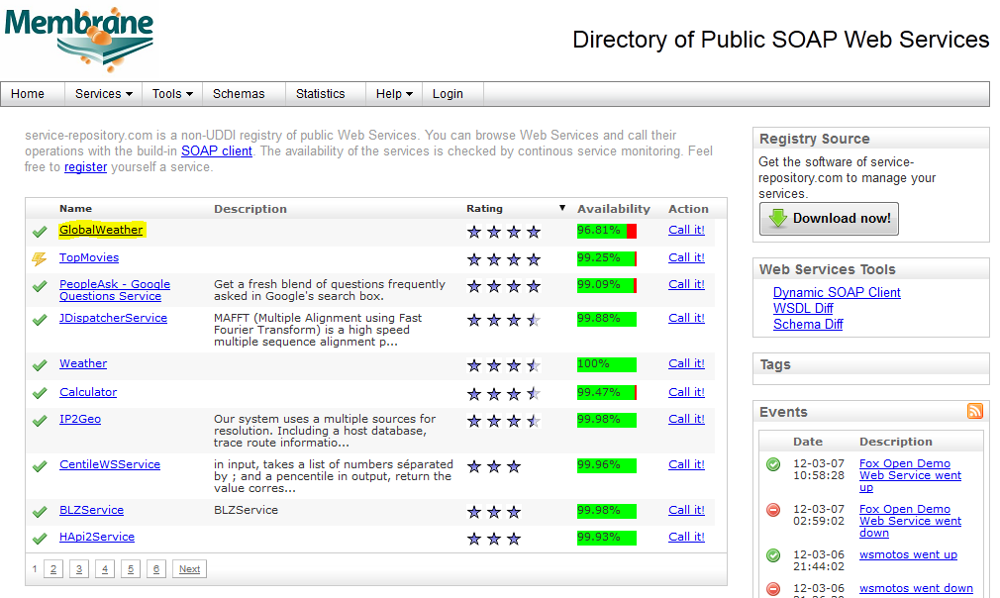 Membrane
Directory of Public SOAP Web Services
Home Services Tools Schemas Statistics Help Login
service-repository.com is a non-UDDI registry of public Web Services. You can browse Web Services and call their
operations with the build-in SOAP client. The availability of the services is checked by continous service monitoring. Feel
free to register yourself a service.
Name Description Rating Availability Action
GlobalWeather 96.81% Call it!
TopMovies 99.25% Call it!
PeopleAsk - Google
Questions Service
Get a fresh blend of questions frequently
asked in Google's search box.
99.09% Call it!
JDispatcherService
MAFFT (Multiple Alignment using Fast
Fourier Transform) is a high speed
multiple sequence alignment p...
99.88% Call it!
Weather 100% Call it!
Calculator 99.47% Call it!
IP2Geo
Our system uses a multiple sources for
resolution. Including a host database,
trace route informatio...
99.98% Call it!
CentileWSService
in input, takes a list of numbers séparated
by ; and a pencentile in output, return the
value corres...
99.96% Call it!
BLZService BLZService 99.98% Call it!
HApi2Service 99.93% Call it!
1 2 3 4 5 6 Next
Registry Source
Get the software of service-
repository.com to manage your
services.
Download now!
Web Services Tools
Dynamic SOAP Client
WSDL Diff
Schema Diff
Tags
Events
Date Description
12-03-07
10:58:28
Fox Open Demo
Web Service went
up
12-03-07
02:59:02
Fox Open Demo
Web Service went
down
12-03-06
21:44:02
wsmotos went up
12-03-06
wsmotos went down